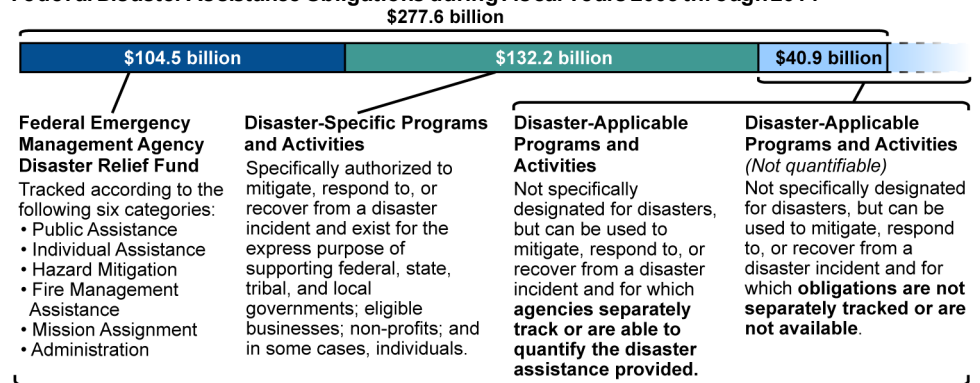 $277.6 billion
$104.5 billion
$132.2 billion
$40.9 billion
Federal Emergency
Management Agency
Disaster Relief Fund
Tracked according to the
following six categories:
• Public Assistance
• Individual Assistance
• Hazard Mitigation
• Fire Management
Assistance
• Mission Assignment
• Administration
Disaster-Specific Programs
and Activities
Specifically authorized to
mitigate, respond to, or
recover from a disaster
incident and exist for the
express purpose of
supporting federal, state,
tribal, and local
governments; eligible
businesses; non-profits; and
in some cases, individuals.
Disaster-Applicable
Programs and
Activities
Not specifically
designated for disasters,
but can be used to
mitigate, respond to, or
recover from a disaster
incident and for which
agencies separately
track or are able to
quantify the disaster
assistance provided.
Disaster-Applicable
Programs and Activities
(Not quantifiable)
Not specifically designated
for disasters, but can be
used to mitigate, respond
to, or recover from a
disaster incident and for
which obligations are not
separately tracked or are
not available.